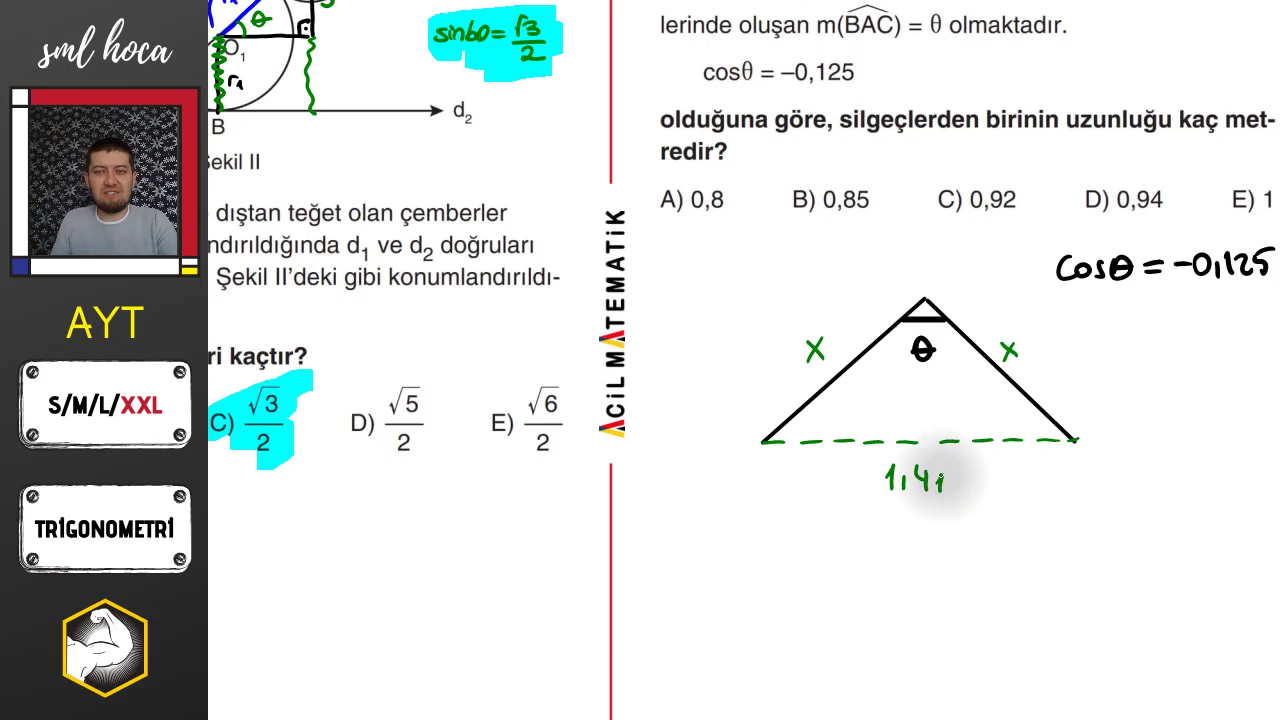 sml hoca
AYT
S/M/L/XXL
TRİGONOMETRİ
θ
O1
r1
B
d2
sin60 = √3/2
Şekil II
dıştan teğet olan çemberler
ndırıldığında d1 ve d2 doğruları
Şekil II'deki gibi konumlandırıldı-
ri kaçtır?
C) √3/2 D) √5/2 E) √6/2
ACİL MATEMATİK
lerinde oluşan m(BAC) = θ olmaktadır.
cosθ = –0,125
olduğuna göre, silgeçlerden birinin uzunluğu kaç met-
redir?
A) 0,8 B) 0,85 C) 0,92 D) 0,94 E) 1
cosθ = -0,125
x θ x
1,4